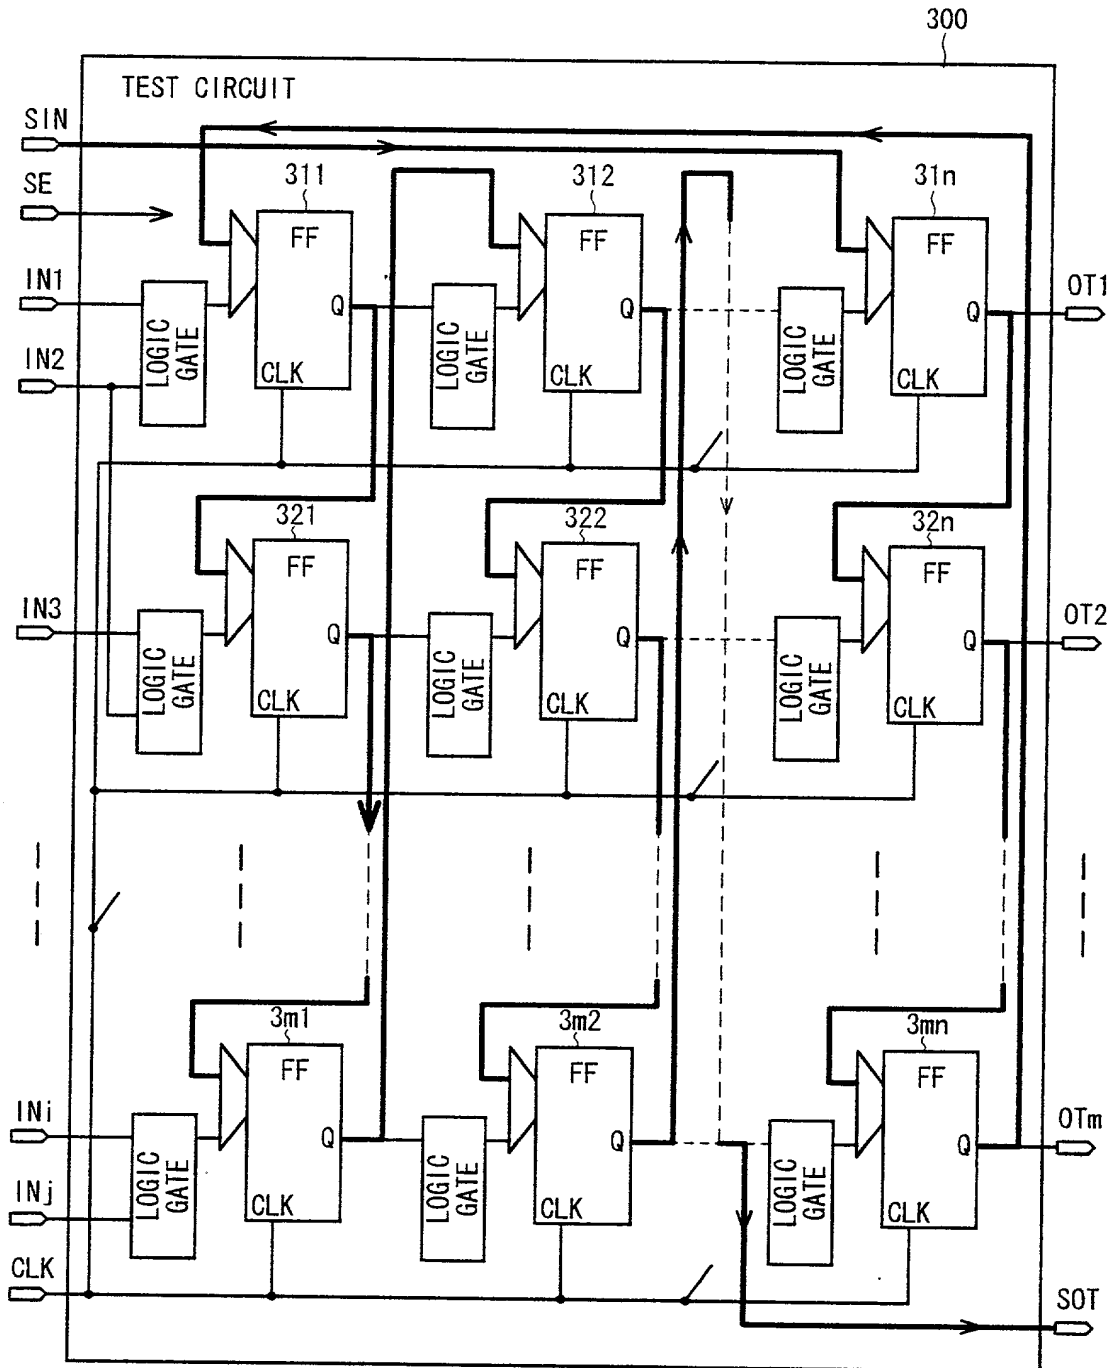 300
TEST CIRCUIT
SIN
SE
311
312
31n
FF
FF
FF
IN1
Q
Q
Q
OT1
LOGIC GATE
LOGIC GATE
LOGIC GATE
IN2
CLK
CLK
CLK
321
322
32n
FF
FF
FF
IN3
Q
Q
Q
OT2
LOGIC GATE
LOGIC GATE
LOGIC GATE
CLK
CLK
CLK
3m1
3m2
3mn
FF
FF
FF
INi
Q
Q
Q
OTm
LOGIC GATE
LOGIC GATE
LOGIC GATE
INj
CLK
CLK
CLK
CLK
SOT